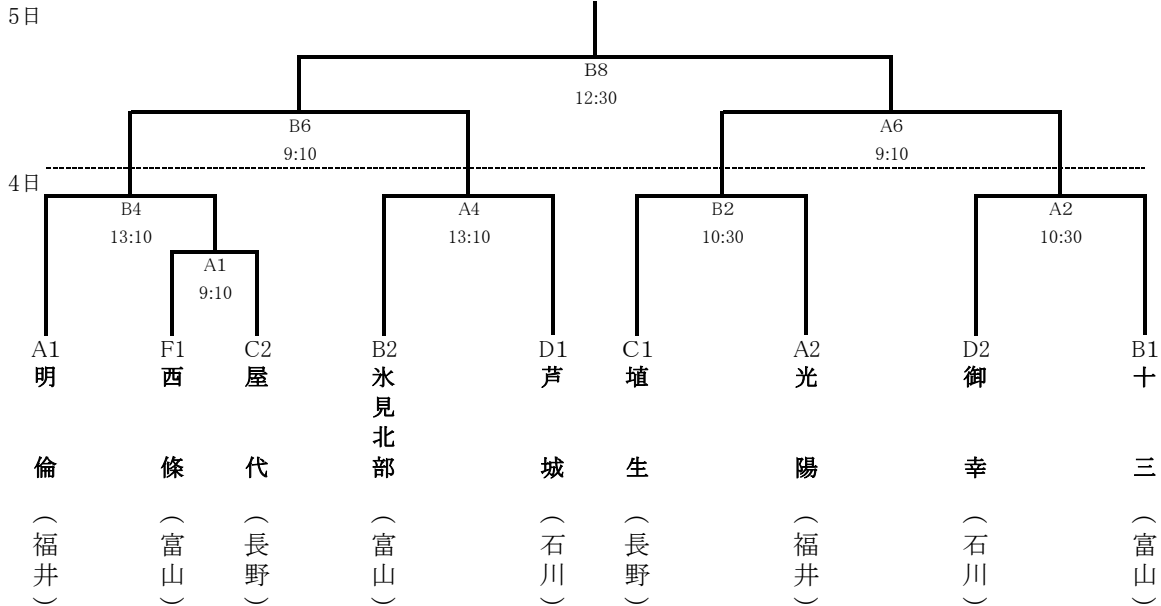 5日
B8
12:30
B6
9:10
A6
9:10
4日
B4
13:10
A4
13:10
B2
10:30
A2
10:30
A1
9:10
A1
明倫
（福井）
F1
西條
（富山）
C2
屋代
（長野）
B2
氷見北部
（富山）
D1
芦城
（石川）
C1
埴生
（長野）
A2
光陽
（福井）
D2
御幸
（石川）
B1
十三
（富山）